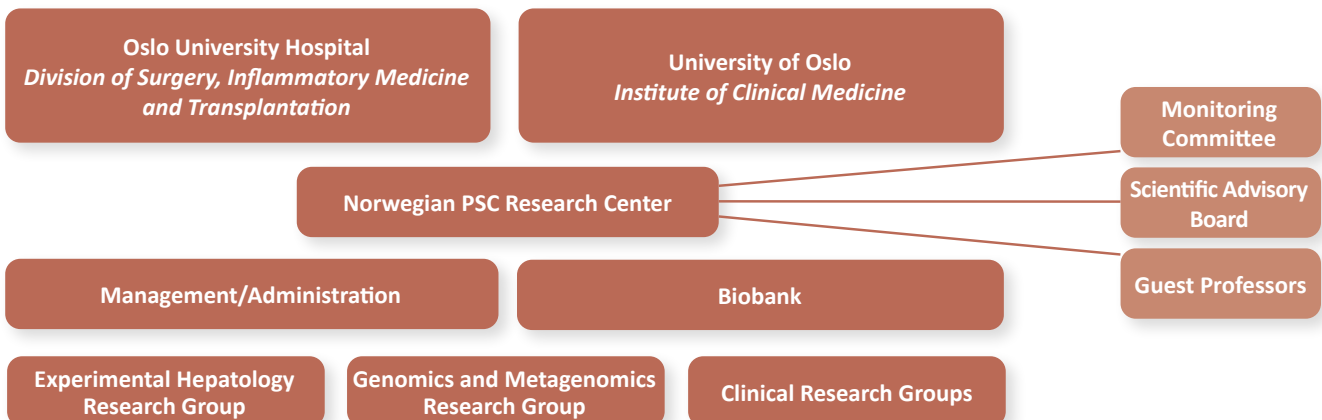 Oslo University Hospital
Division of Surgery, Inflammatory Medicine
and Transplantation
University of Oslo
Institute of Clinical Medicine
Monitoring
Committee
Norwegian PSC Research Center
Scientific Advisory
Board
Management/Administration
Biobank
Guest Professors
Experimental Hepatology
Research Group
Genomics and Metagenomics
Research Group
Clinical Research Groups